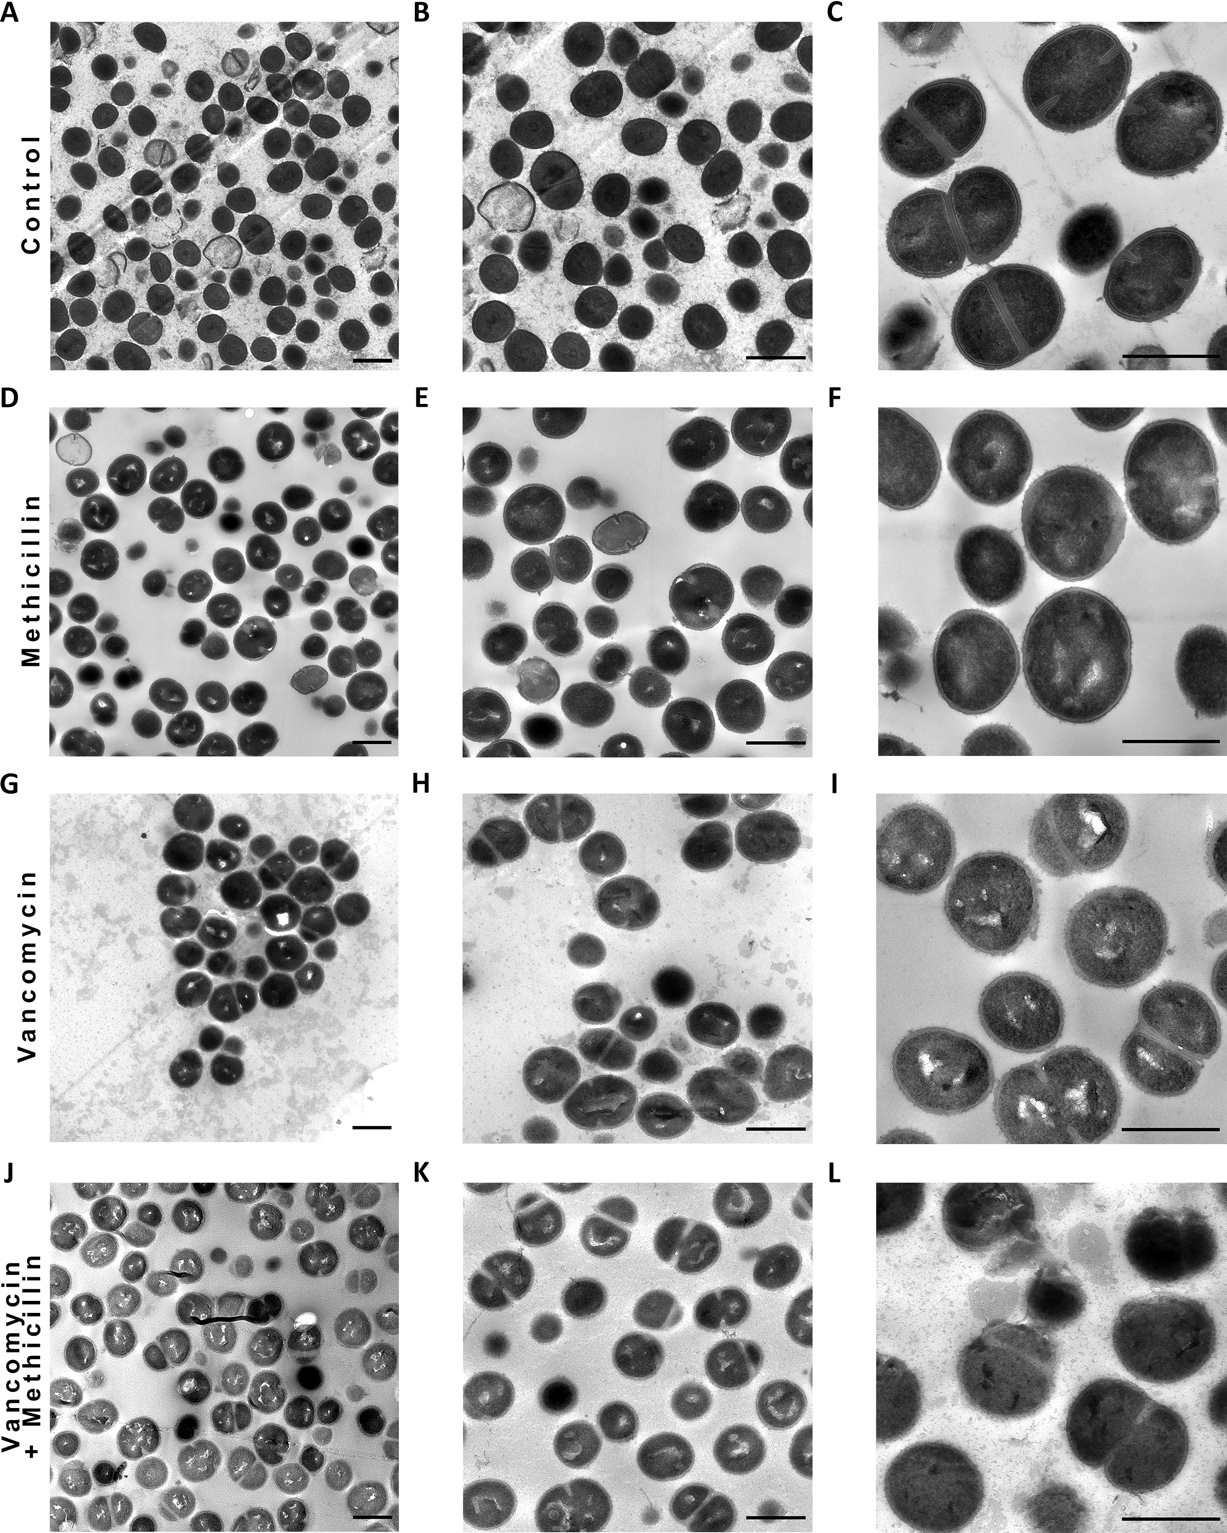 A
B
C
Control
D
E
F
Methicillin
G
H
I
Vancomycin
J
K
L
Vancomycin
+ Methicillin